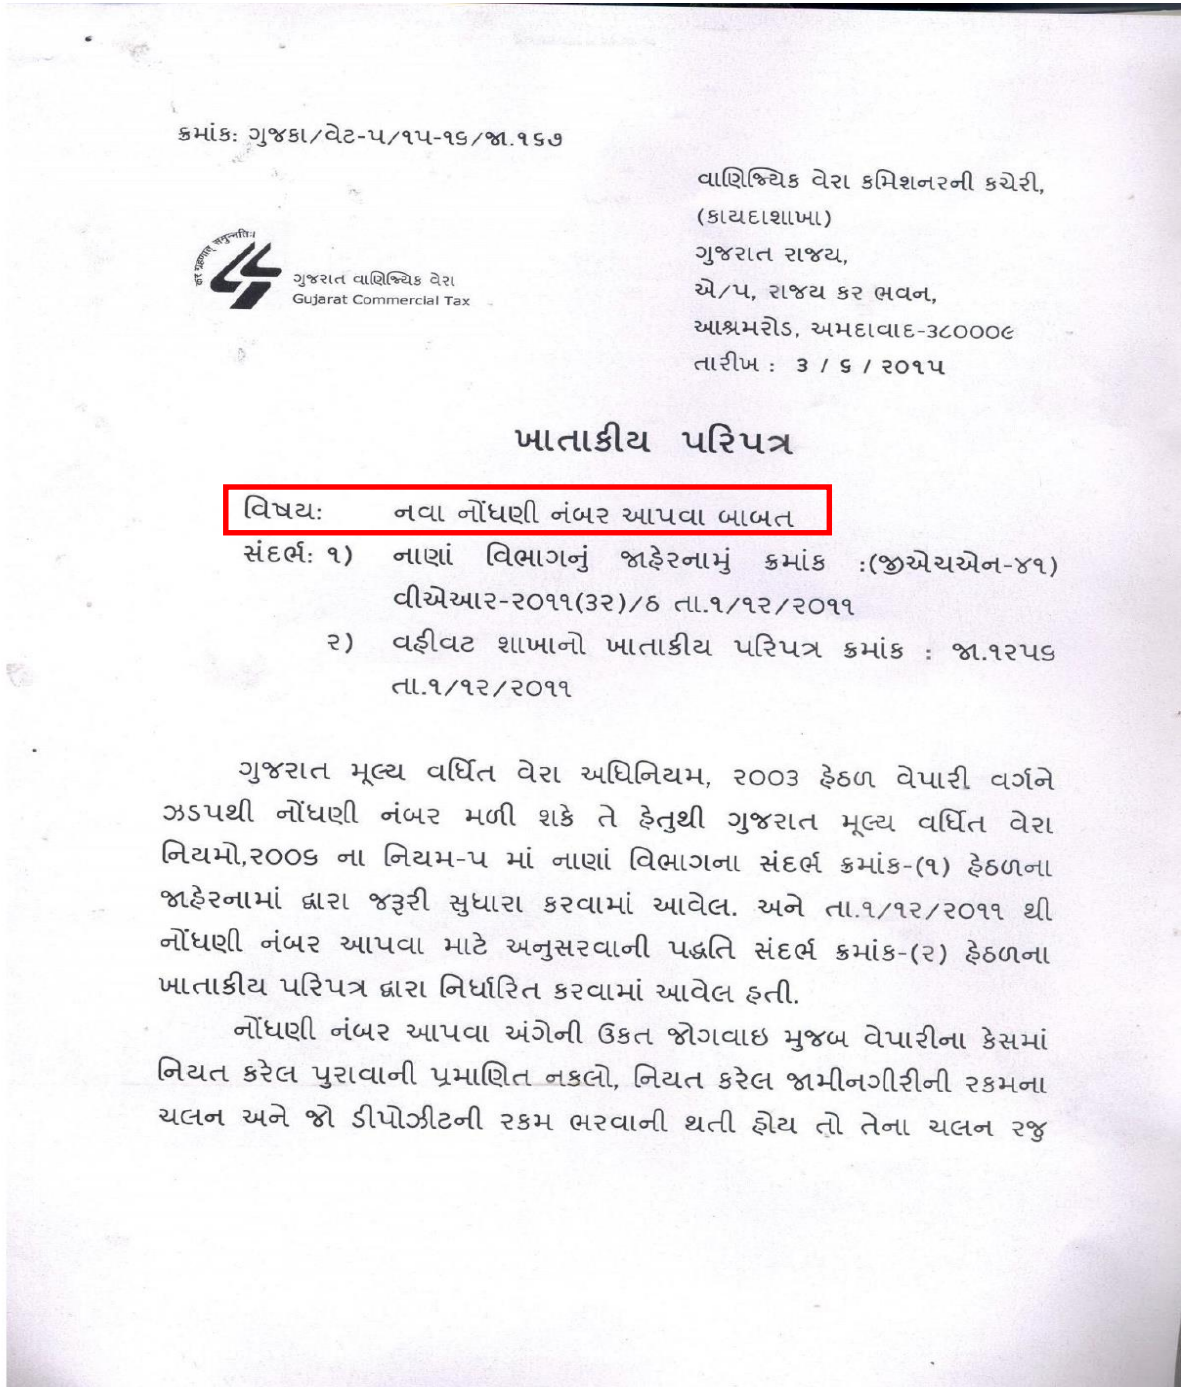 ક્રમાંક: ગુજકા/વેટ-૫/૧૫-૧૬/જા.૧૬૭
વાણિજ્યિક વેરા કમિશનરની કચેરી,
(કાયદાશાખા)
ગુજરાત રાજય,
એ/૫, રાજય કર ભવન,
આશ્રમરોડ, અમદાવાદ-૩૮૦૦૦૯
તારીખ : ૩ / ૬ / ૨૦૧૫
कर ग्रहणात् समुन्नतिः
ગુજરાત વાણિજ્યિક વેરા
Gujarat Commercial Tax
ખાતાકીય પરિપત્ર
વિષય: નવા નોંધણી નંબર આપવા બાબત
સંદર્ભ: ૧) નાણાં વિભાગનું જાહેરનામું ક્રમાંક :(જીએચએન-૪૧)
વીએઆર-૨૦૧૧(૩૨)/ઠ તા.૧/૧૨/૨૦૧૧
૨) વહીવટ શાખાનો ખાતાકીય પરિપત્ર ક્રમાંક : જા.૧૨૫૬
તા.૧/૧૨/૨૦૧૧
ગુજરાત મૂલ્ય વર્ધિત વેરા અધિનિયમ, ૨૦૦૩ હેઠળ વેપારી વર્ગને
ઝડપથી નોંધણી નંબર મળી શકે તે હેતુથી ગુજરાત મૂલ્ય વર્ધિત વેરા
નિયમો,૨૦૦૬ ના નિયમ-૫ માં નાણાં વિભાગના સંદર્ભ ક્રમાંક-(૧) હેઠળના
જાહેરનામાં દ્વારા જરૂરી સુધારા કરવામાં આવેલ. અને તા.૧/૧૨/૨૦૧૧ થી
નોંધણી નંબર આપવા માટે અનુસરવાની પદ્ધતિ સંદર્ભ ક્રમાંક-(૨) હેઠળના
ખાતાકીય પરિપત્ર દ્વારા નિર્ધારિત કરવામાં આવેલ હતી.
નોંધણી નંબર આપવા અંગેની ઉકત જોગવાઇ મુજબ વેપારીના કેસમાં
નિયત કરેલ પુરાવાની પ્રમાણિત નકલો, નિયત કરેલ જામીનગીરીની રકમના
ચલન અને જો ડીપોઝીટની રકમ ભરવાની થતી હોય તો તેના ચલન રજુ